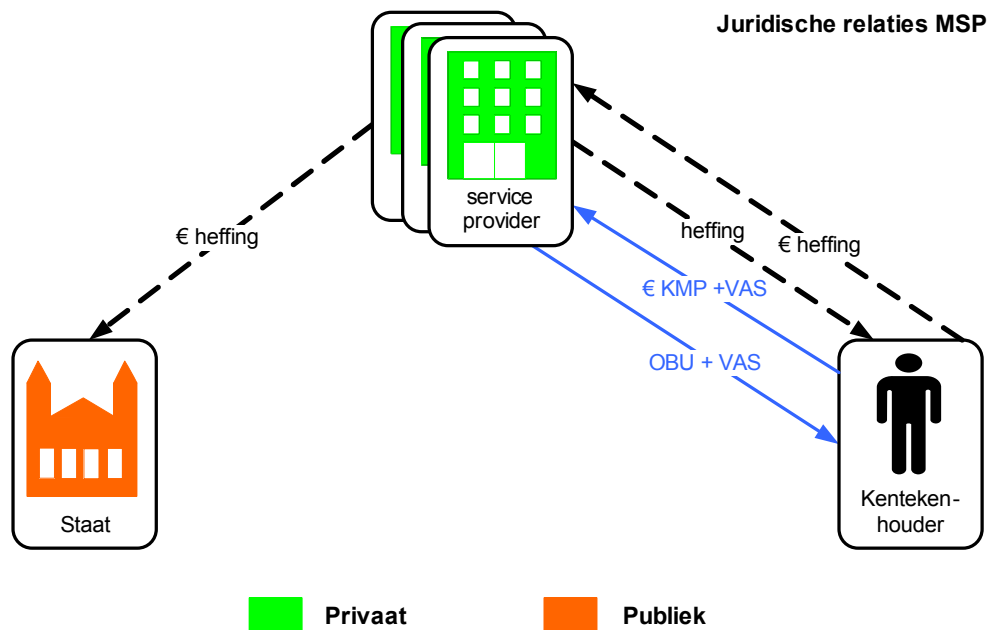 Juridische relaties MSP
service
provider
€ heffing
heffing
€ heffing
€ KMP +VAS
OBU + VAS
Staat
Kenteken-
houder
Privaat
Publiek